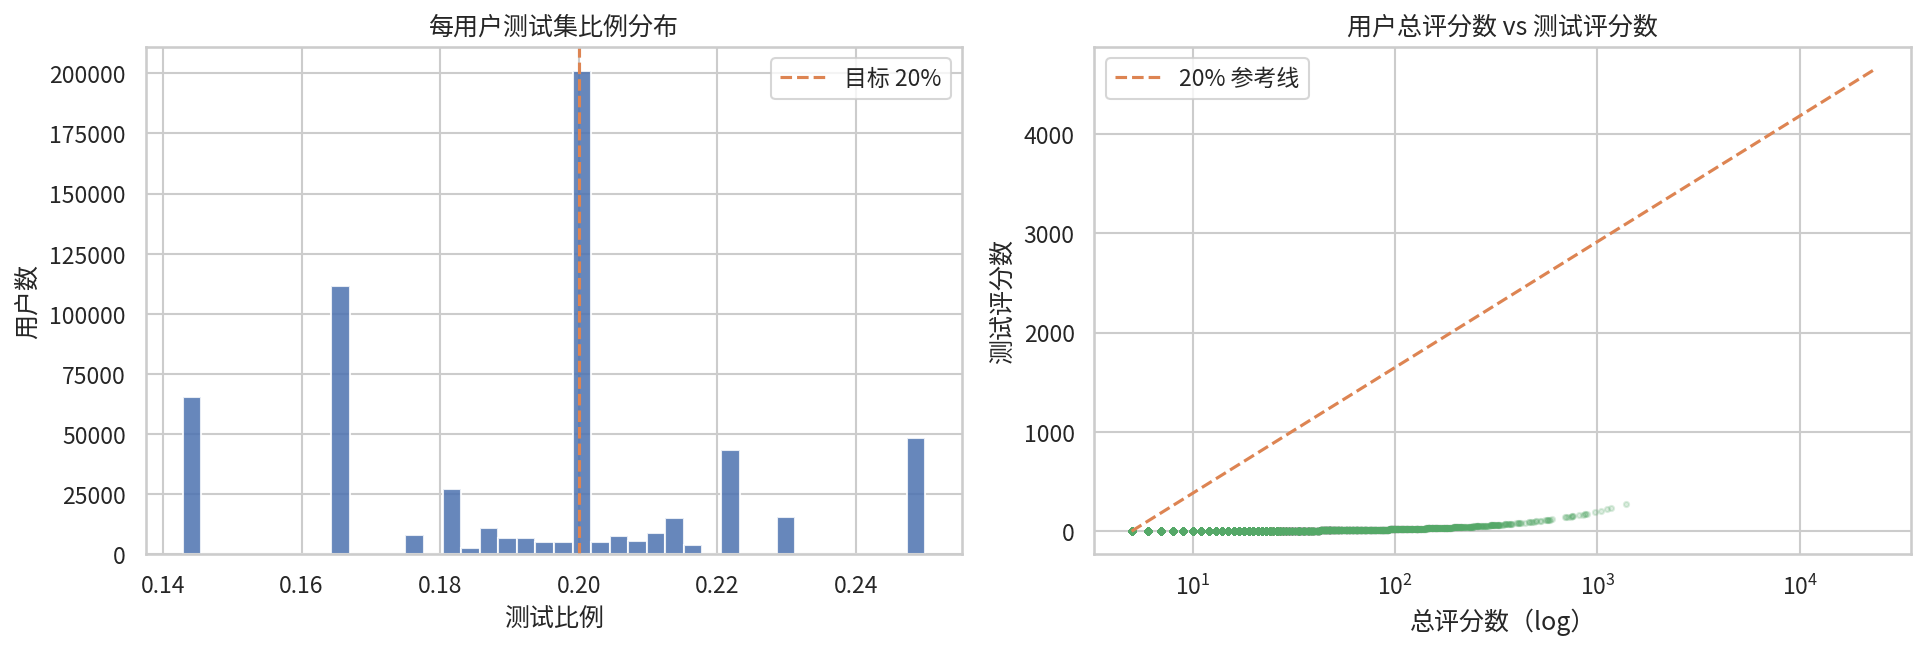 每用户测试集比例分布
目标 20%
200000
175000
150000
125000
100000
75000
50000
25000
0
用户数
0.14 0.16 0.18 0.20 0.22 0.24
测试比例
用户总评分数 vs 测试评分数
20% 参考线
4000
3000
2000
1000
0
测试评分数
10¹ 10² 10³ 10⁴
总评分数（log）